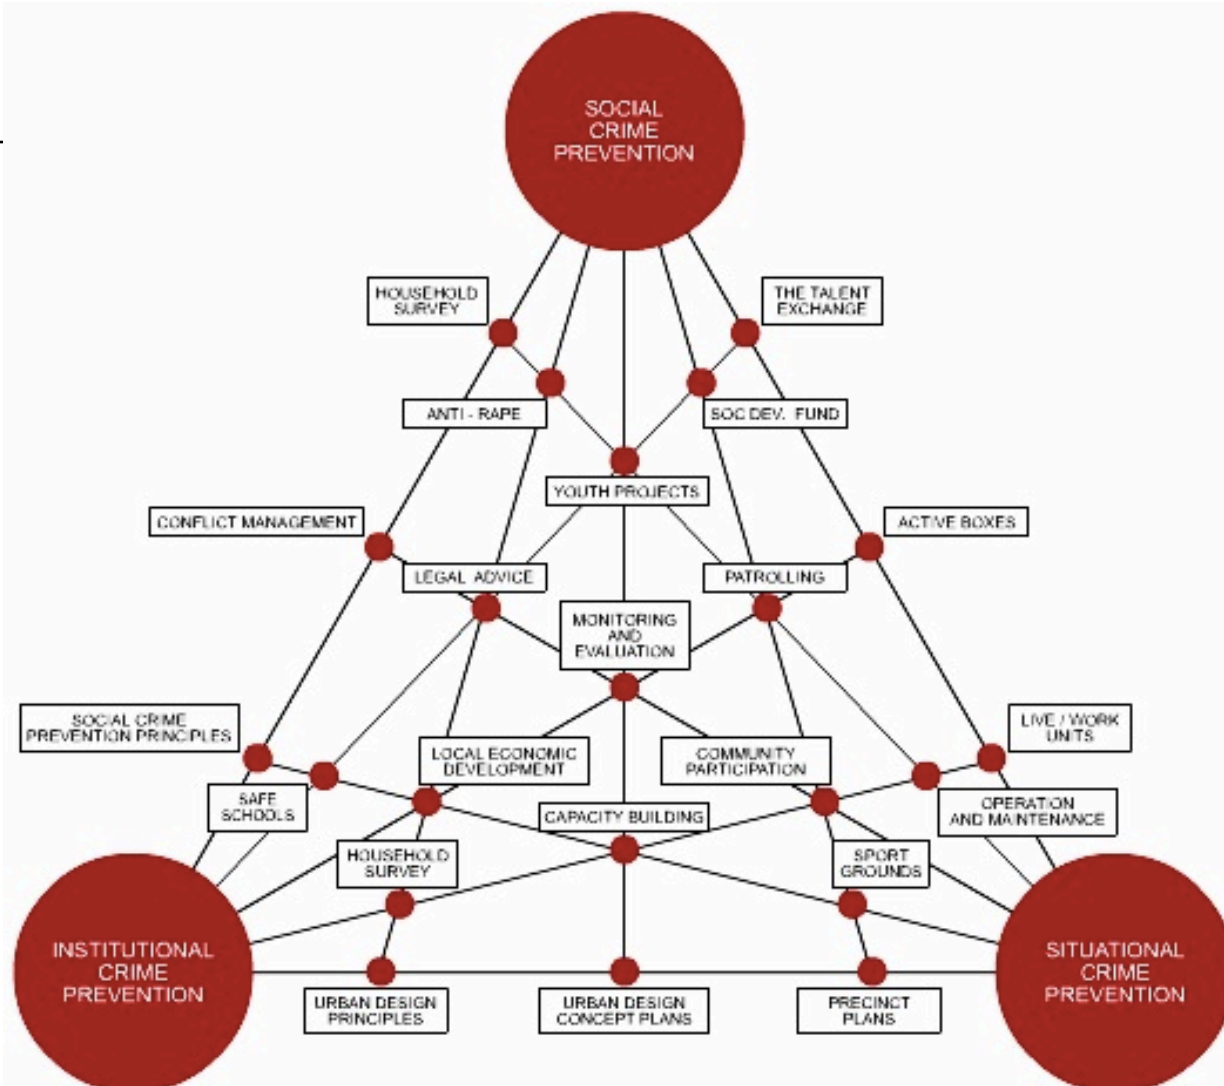 SOCIAL
CRIME
PREVENTION
HOUSEHOLD
SURVEY
THE TALENT
EXCHANGE
ANTI - RAPE
SOC DEV. FUND
YOUTH PROJECTS
CONFLICT MANAGEMENT
ACTIVE BOXES
LEGAL ADVICE
PATROLLING
MONITORING
AND
EVALUATION
SOCIAL CRIME
PREVENTION PRINCIPLES
LIVE / WORK
UNITS
LOCAL ECONOMIC
DEVELOPMENT
COMMUNITY
PARTICIPATION
SAFE
SCHOOLS
CAPACITY BUILDING
OPERATION
AND MAINTENANCE
HOUSEHOLD
SURVEY
SPORT
GROUNDS
INSTITUTIONAL
CRIME
PREVENTION
SITUATIONAL
CRIME
PREVENTION
URBAN DESIGN
PRINCIPLES
URBAN DESIGN
CONCEPT PLANS
PRECINCT
PLANS